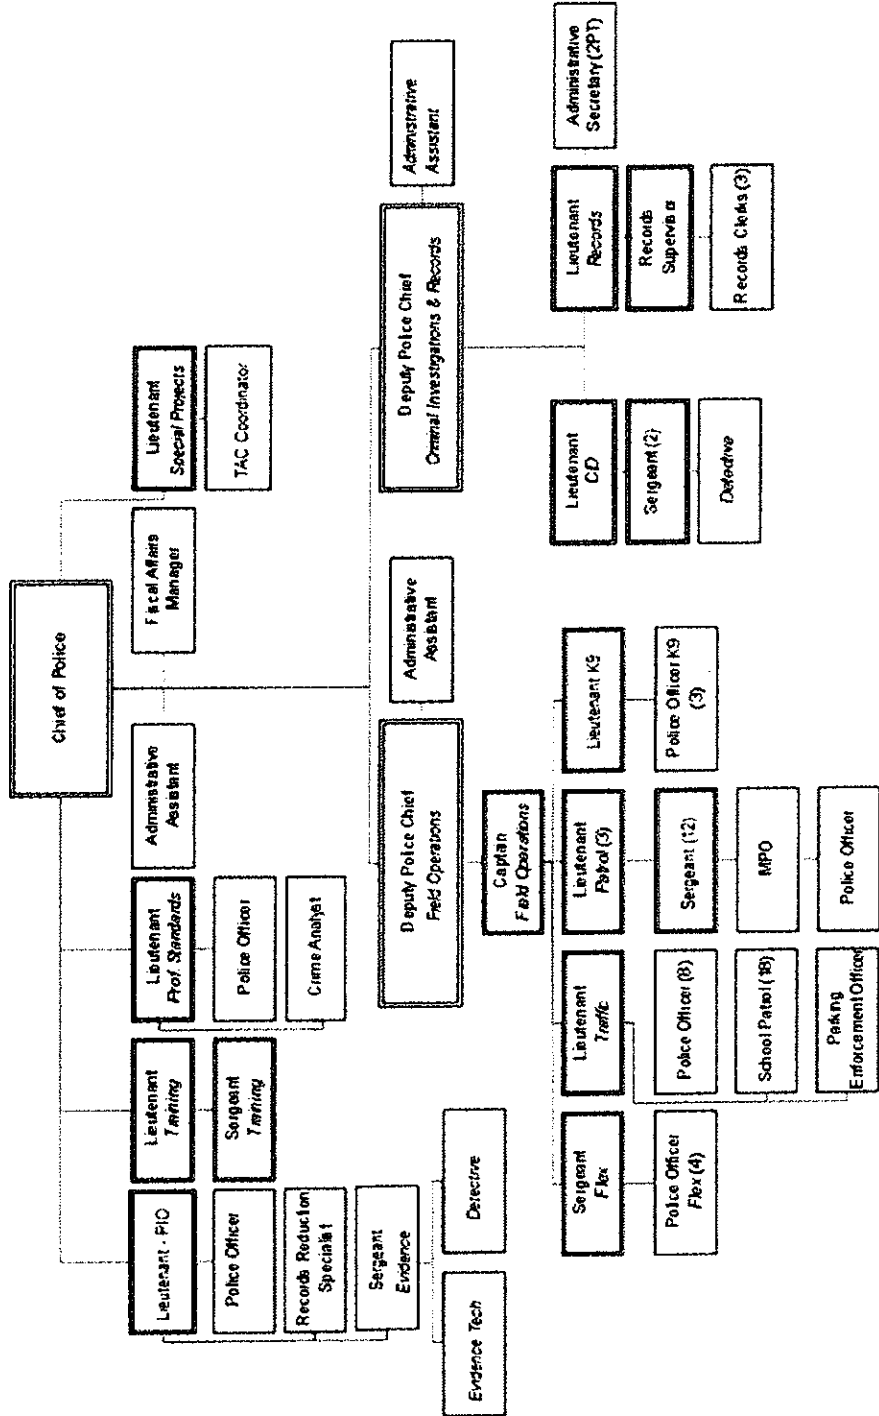 Chief of Police
Lieutenant - PIO
Police Officer
Records Reduction
Specialist
Sergeant
Evidence
Evidence Tech
Detective
Lieutenant
Training
Sergeant
Training
Lieutenant
Prof. Standards
Police Officer
Crime Analyst
Administrative
Assistant
Fiscal Affairs
Manager
Lieutenant
Special Projects
TAC Coordinator
Deputy Police Chief
Field Operations
Administrative
Assistant
Deputy Police Chief
Criminal Investigations & Records
Administrative
Assistant
Captain
Field Operations
Sergeant
Flex
Police Officer
Flex (4)
Lieutenant
Traffic
Police Officer (8)
School Patrol (18)
Parking
Enforcement Officer
Lieutenant
Patrol (3)
Sergeant (12)
MPO
Police Officer
Lieutenant K9
Police Officer K9
(3)
Lieutenant
CID
Sergeant (2)
Detective
Lieutenant
Records
Records
Supervisor
Records Clerks (3)
Administrative
Secretary (2PT)